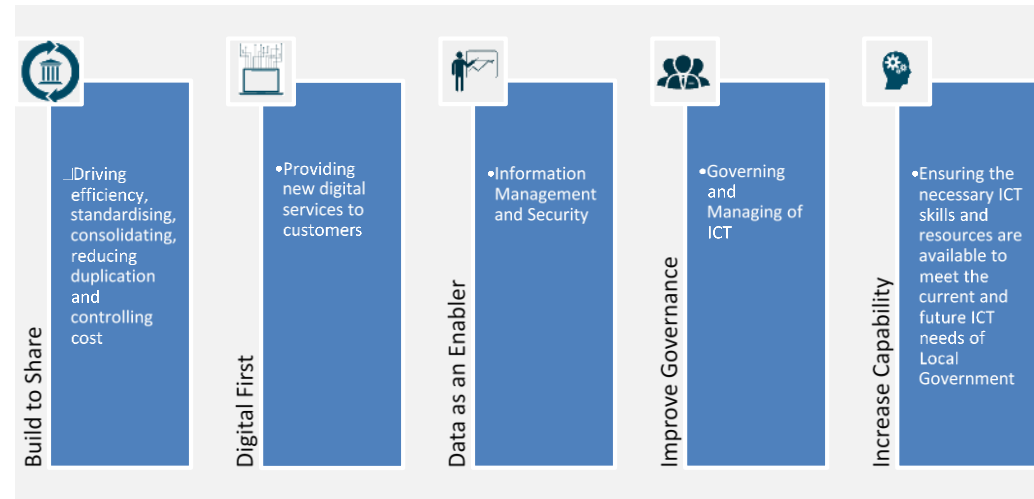 Build to Share
Driving
efficiency,
standardising,
consolidating,
reducing
duplication
and
controlling
cost
Digital First
•Providing
new digital
services to
customers
Data as an Enabler
•Information
Management
and Security
Improve Governance
•Governing
and
Managing of
ICT
Increase Capability
•Ensuring the
necessary ICT
skills and
resources are
available to
meet the
current and
future ICT
needs of
Local
Government